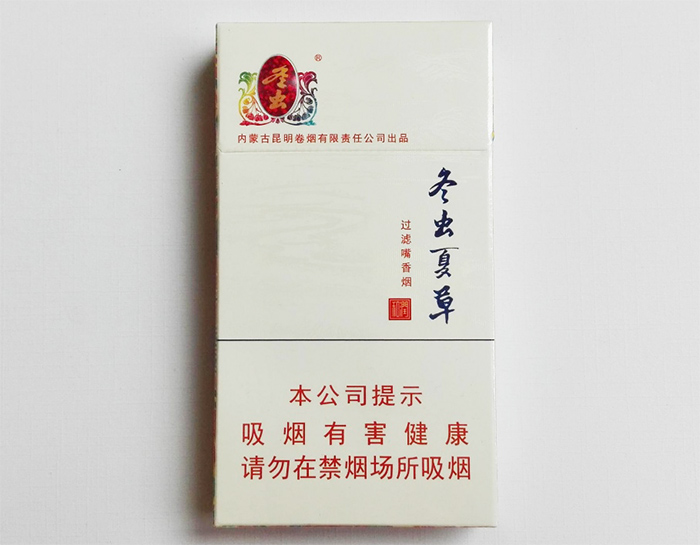 冬虫
®
内蒙古昆明卷烟有限责任公司出品
冬虫夏草
过滤嘴香烟
本公司提示
吸烟有害健康
请勿在禁烟场所吸烟